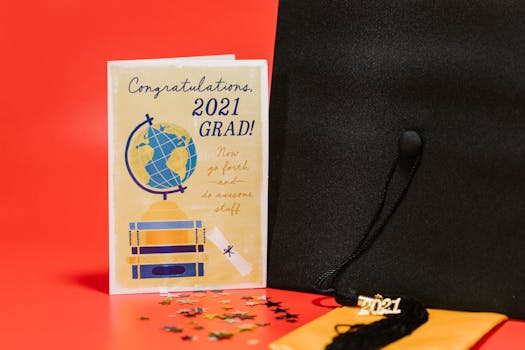 Congratulations,
2021
GRAD!
Now
go forth
and
do awesome
stuff
2021